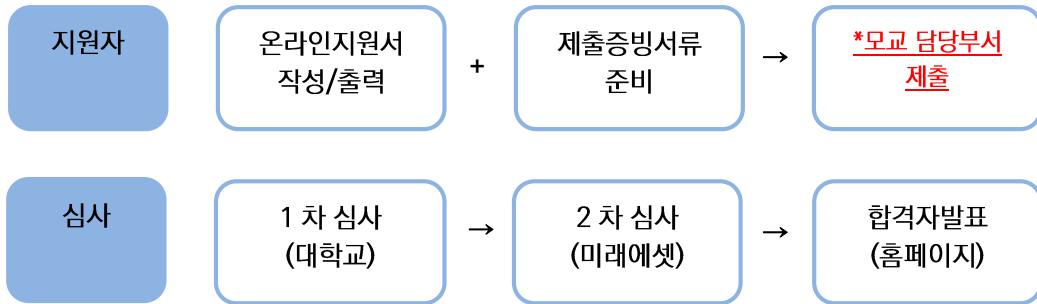 지원자
온라인지원서
작성/출력
+
제출증빙서류
준비
→
*모교 담당부서
제출
심사
1 차 심사
(대학교)
→
2 차 심사
(미래에셋)
→
합격자발표
(홈페이지)